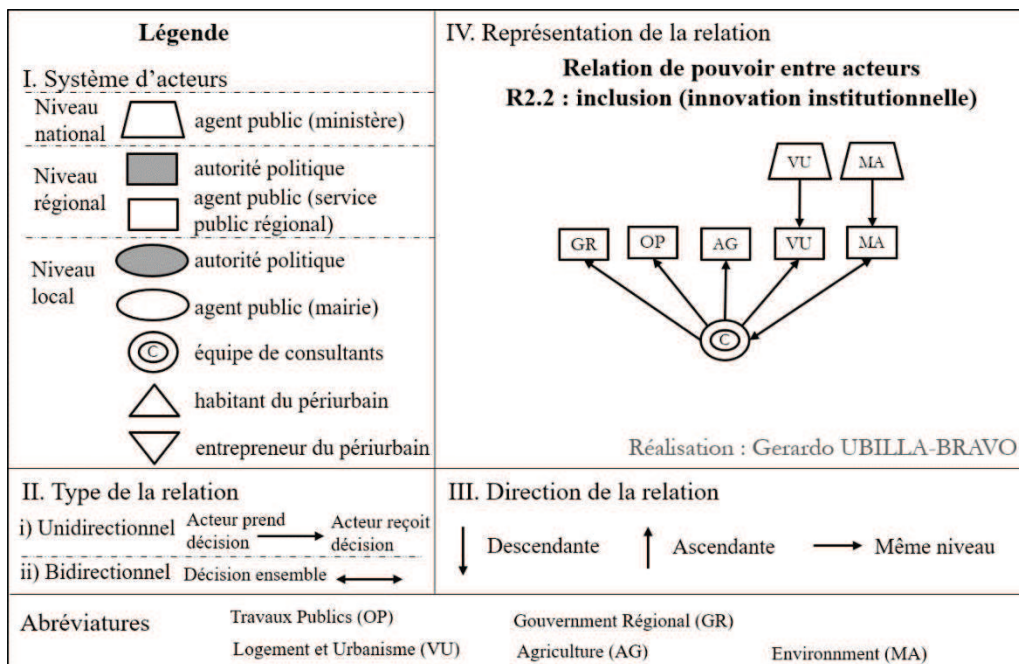 Légende
I. Système d'acteurs
Niveau
national
agent public (ministère)
Niveau
régional
autorité politique
agent public (service
public régional)
Niveau
local
autorité politique
agent public (mairie)
C
équipe de consultants
habitant du périurbain
entrepreneur du périurbain
IV. Représentation de la relation
Relation de pouvoir entre acteurs
R2.2 : inclusion (innovation institutionnelle)
VU MA
GR OP AG VU MA
C
Réalisation : Gerardo UBILLA-BRAVO
II. Type de la relation
i) Unidirectionnel Acteur prend décision Acteur reçoit décision
ii) Bidirectionnel Décision ensemble
III. Direction de la relation
Descendante Ascendante Même niveau
Abréviatures
Travaux Publics (OP) Gouvernment Régional (GR)
Logement et Urbanisme (VU) Agriculture (AG) Environnment (MA)